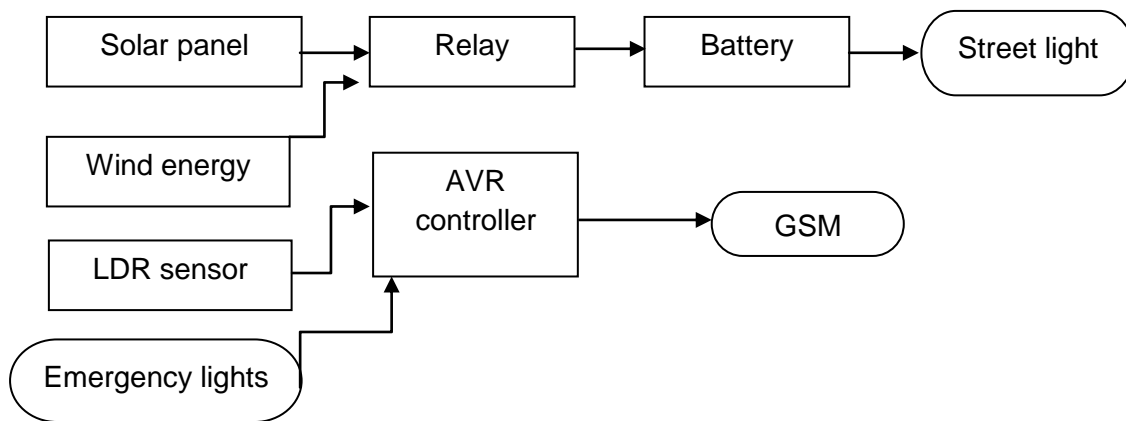 Solar panel
Relay
Battery
Street light
Wind energy
AVR
controller
GSM
LDR sensor
Emergency lights